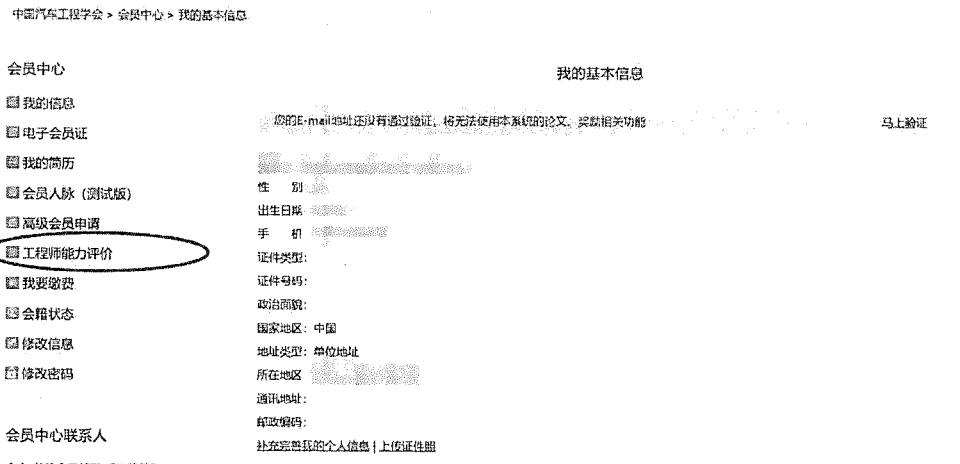 中国汽车工程学会 > 会员中心 > 我的基本信息
会员中心
我的信息
电子会员证
我的简历
会员人脉（测试版）
高级会员申请
工程师能力评价
我要缴费
会籍状态
修改信息
修改密码
会员中心联系人
我的基本信息
您的E-mail地址还没有通过验证，将无法使用本系统的论文、奖励相关功能 马上验证
性 别
出生日期
手 机
证件类型：
证件号码：
政治面貌：
国家地区：中国
地址类型：单位地址
所在地区
通讯地址：
邮政编码：
补充完善我的个人信息 | 上传证件照